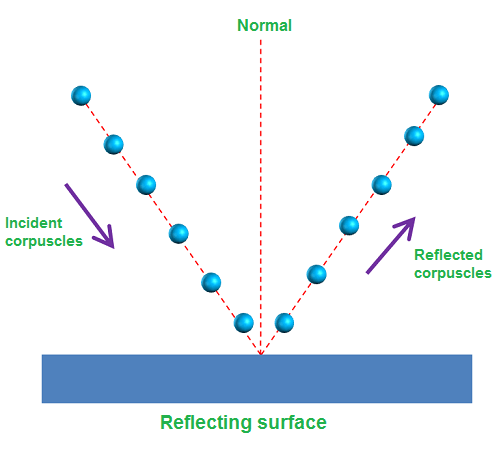 Normal
Incident
corpuscles
Reflected
corpuscles
Reflecting surface